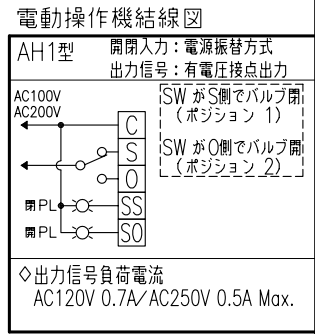 電動操作機結線図
AH1型
開閉入力：電源振替方式
出力信号：有電圧接点出力
AC100V
AC200V
C
S
O
SS
SO
閉PL
開PL
SW がS側でバルブ閉
(ポジション 1)
SW がO側でバルブ開
(ポジション 2)
◇出力信号負荷電流
AC120V 0.7A/AC250V 0.5A Max.